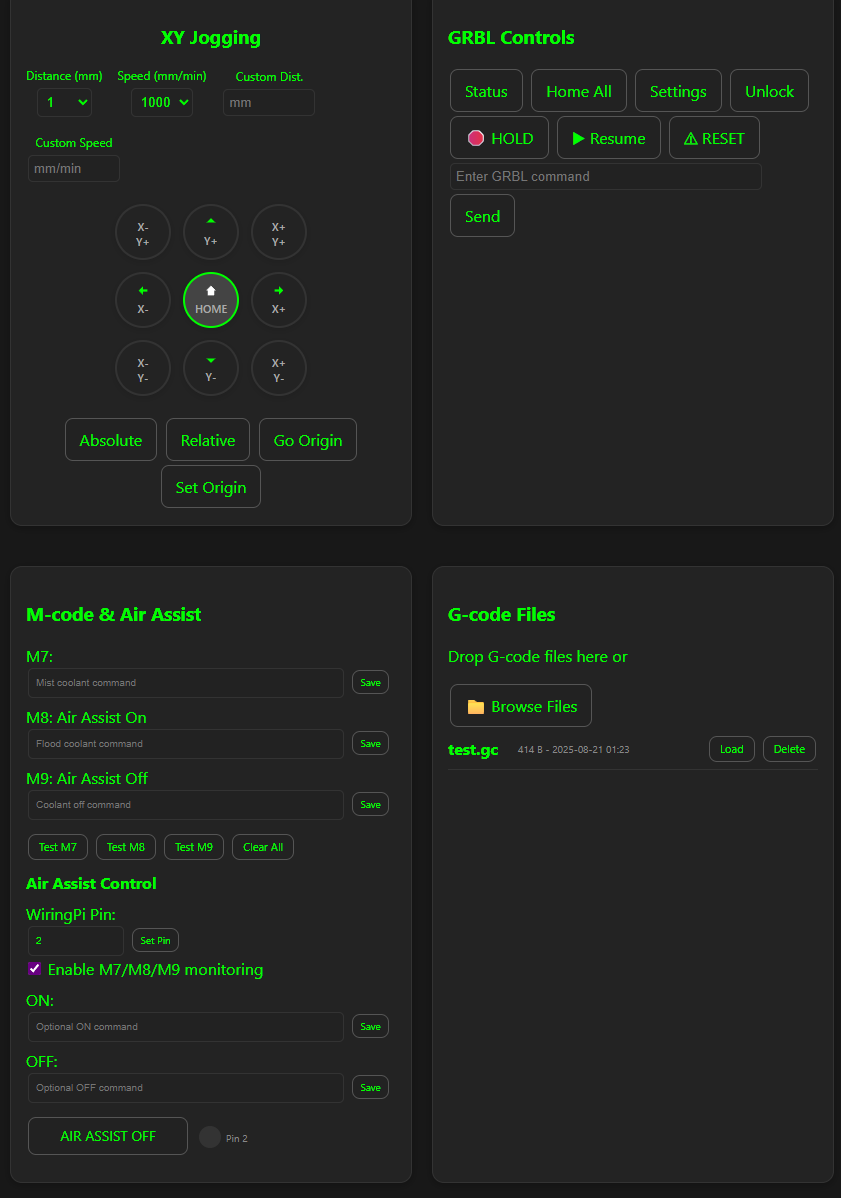 XY Jogging
Distance (mm) Speed (mm/min) Custom Dist.
1 1000 mm
Custom Speed
mm/min
X- Y+ X+
Y+ Y+
X- HOME X+
X- Y- X+
Y- Y-
Absolute Relative Go Origin
Set Origin
GRBL Controls
Status Home All Settings Unlock
HOLD Resume RESET
Enter GRBL command
Send
M-code & Air Assist
M7:
Mist coolant command Save
M8: Air Assist On
Flood coolant command Save
M9: Air Assist Off
Coolant off command Save
Test M7 Test M8 Test M9 Clear All
Air Assist Control
WiringPi Pin:
2 Set Pin
Enable M7/M8/M9 monitoring
ON:
Optional ON command Save
OFF:
Optional OFF command Save
AIR ASSIST OFF Pin 2
G-code Files
Drop G-code files here or
Browse Files
test.gc 414 B - 2025-08-21 01:23 Load Delete